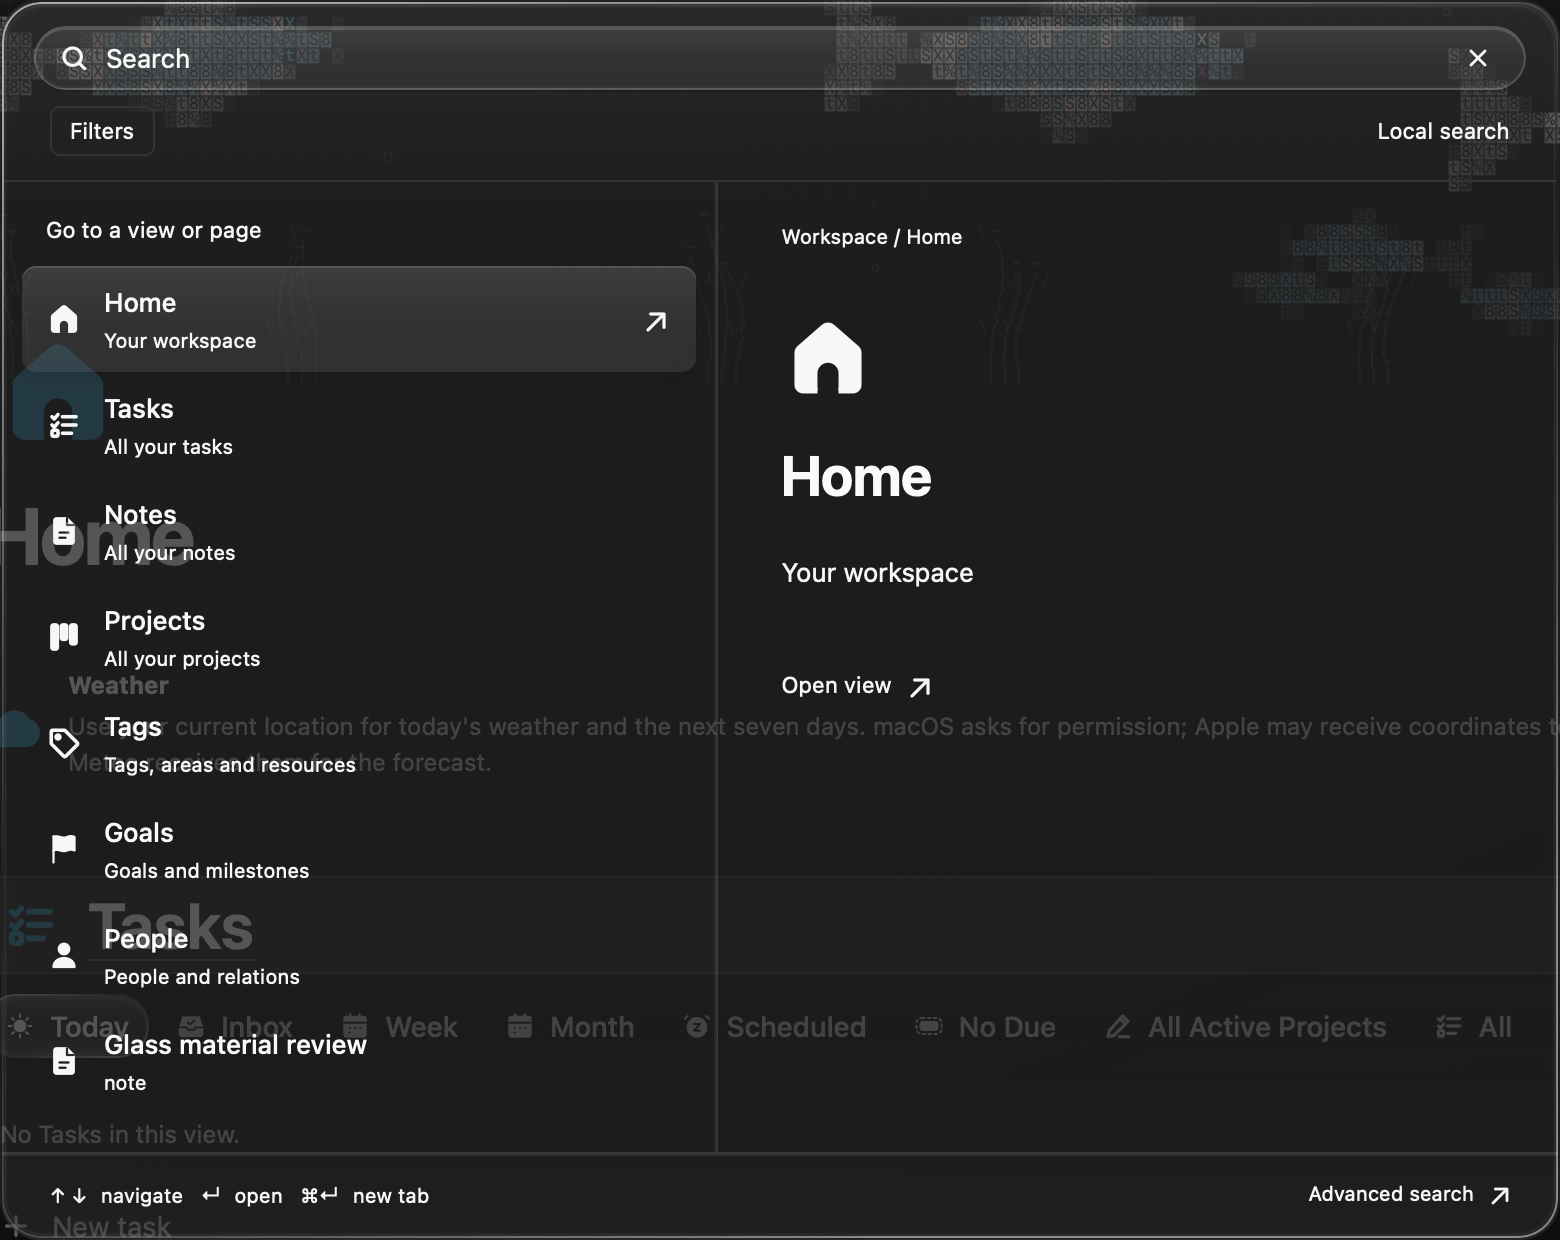 Search
Filters
Local search
Go to a view or page
Home
Your workspace
Tasks
All your tasks
Notes
All your notes
Projects
All your projects
Tags
Tags, areas and resources
Goals
Goals and milestones
People
People and relations
Glass material review
note
Workspace / Home
Home
Your workspace
Open view
Home
Weather
current location for today's weather and the next seven days. macOS asks for permission; Apple may receive coordinates
the forecast.
Tasks
Today
Inbox
Week
Month
Scheduled
No Due
All Active Projects
All
No Tasks in this view.
↑ ↓ navigate ↵ open ⌘↵ new tab
Advanced search
+ New task